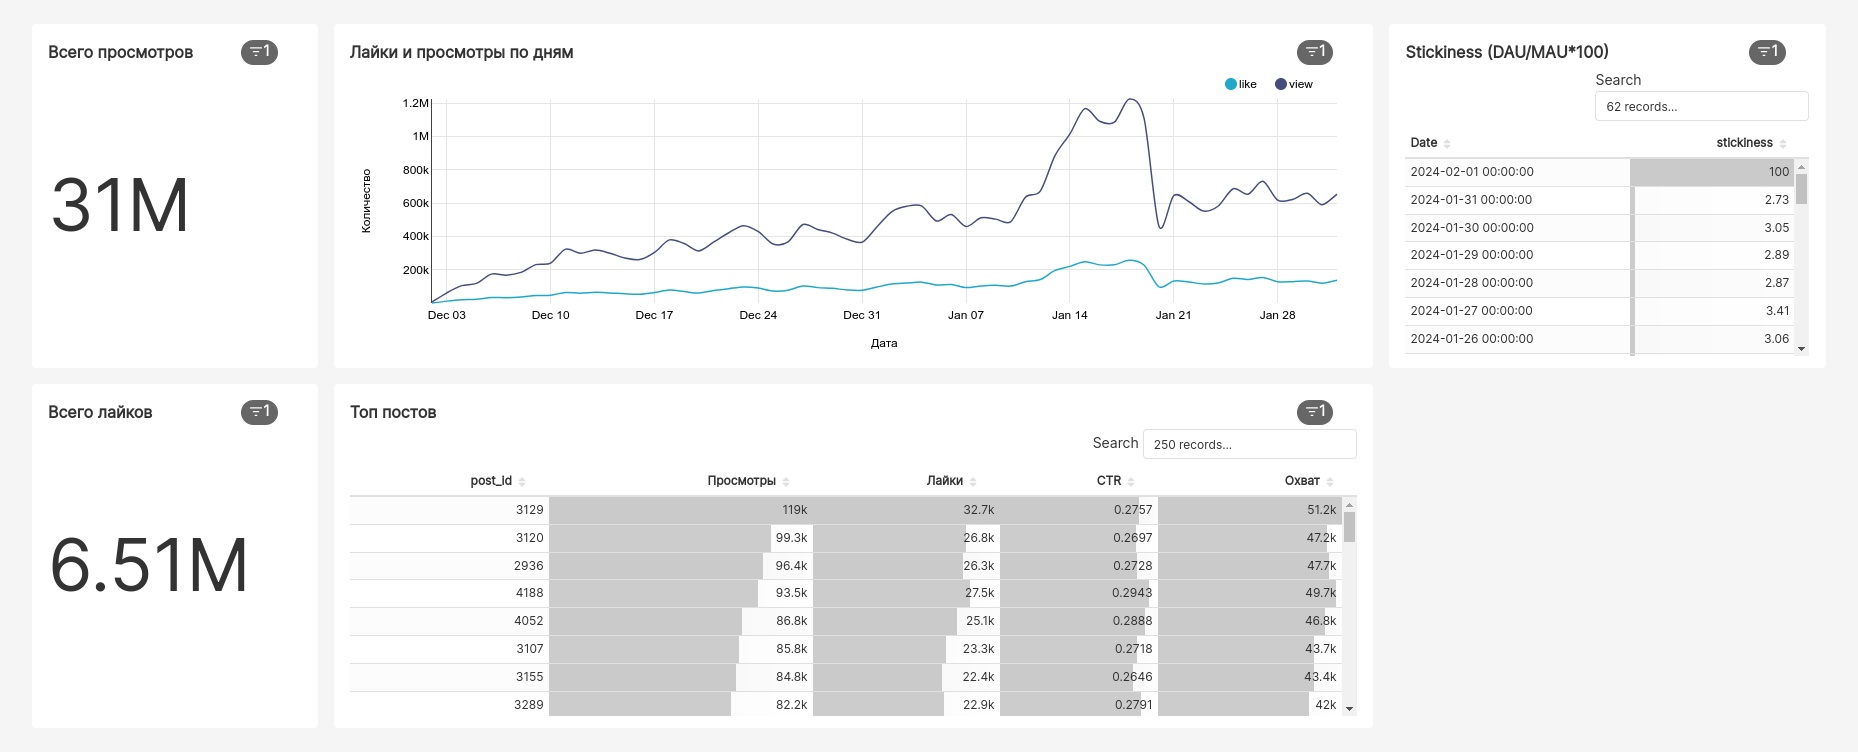 Всего просмотров
1
31M
Лайки и просмотры по дням
1
like view
Количество
1.2M
1M
800k
600k
400k
200k
Dec 03 Dec 10 Dec 17 Dec 24 Dec 31 Jan 07 Jan 14 Jan 21 Jan 28
Дата
Stickiness (DAU/MAU*100)
1
Search
62 records...
Date stickiness
2024-02-01 00:00:00 100
2024-01-31 00:00:00 2.73
2024-01-30 00:00:00 3.05
2024-01-29 00:00:00 2.89
2024-01-28 00:00:00 2.87
2024-01-27 00:00:00 3.41
2024-01-26 00:00:00 3.06
Всего лайков
1
6.51M
Топ постов
1
Search 250 records...
post_id Просмотры Лайки CTR Охват
3129 119k 32.7k 0.2757 51.2k
3120 99.3k 26.8k 0.2697 47.2k
2936 96.4k 26.3k 0.2728 47.7k
4188 93.5k 27.5k 0.2943 49.7k
4052 86.8k 25.1k 0.2888 46.8k
3107 85.8k 23.3k 0.2718 43.7k
3155 84.8k 22.4k 0.2646 43.4k
3289 82.2k 22.9k 0.2791 42k